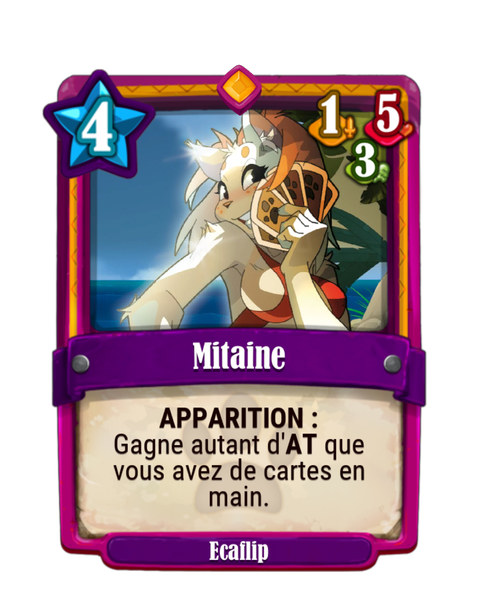 4
1
5
3
Mitaine
APPARITION :
Gagne autant d'AT que
vous avez de cartes en
main.
Ecaflip